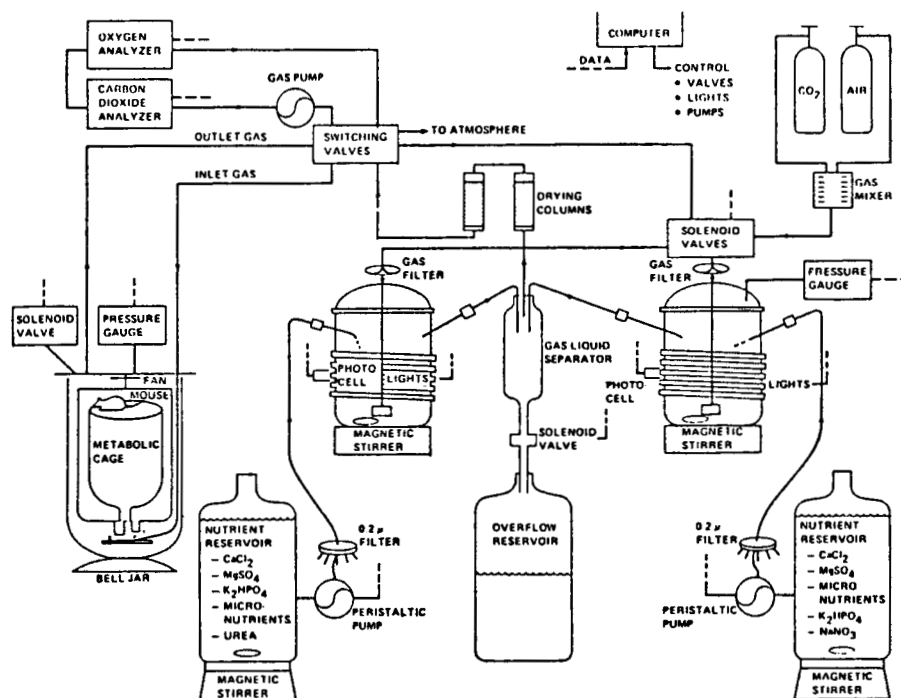 OXYGEN
ANALYZER
CARBON
DIOXIDE
ANALYZER
GAS PUMP
OUTLET GAS
INLET GAS
SWITCHING
VALVES
TO ATMOSPHERE
COMPUTER
DATA
CONTROL
• VALVES
• LIGHTS
• PUMPS
CO2
AIR
GAS
MIXER
DRYING
COLUMNS
SOLENOID
VALVES
GAS
FILTER
GAS
FILTER
PRESSURE
GAUGE
SOLENOID
VALVE
PRESSURE
GAUGE
FAN
MOUSE
METABOLIC
CAGE
BELL JAR
PHOTO
CELL
LIGHTS
MAGNETIC
STIRRER
GAS LIQUID
SEPARATOR
SOLENOID
VALVE
PHOTO
CELL
LIGHTS
MAGNETIC
STIRRER
NUTRIENT
RESERVOIR
– CaCl2
– MgSO4
– K2HPO4
– MICRO-
NUTRIENTS
– UREA
MAGNETIC
STIRRER
0.2 μ
FILTER
PERISTALTIC
PUMP
OVERFLOW
RESERVOIR
0.2 μ
FILTER
PERISTALTIC
PUMP
NUTRIENT
RESERVOIR
– CaCl2
– MgSO4
– MICRO
NUTRIENTS
– K2HPO4
– NaNO3
MAGNETIC
STIRRER